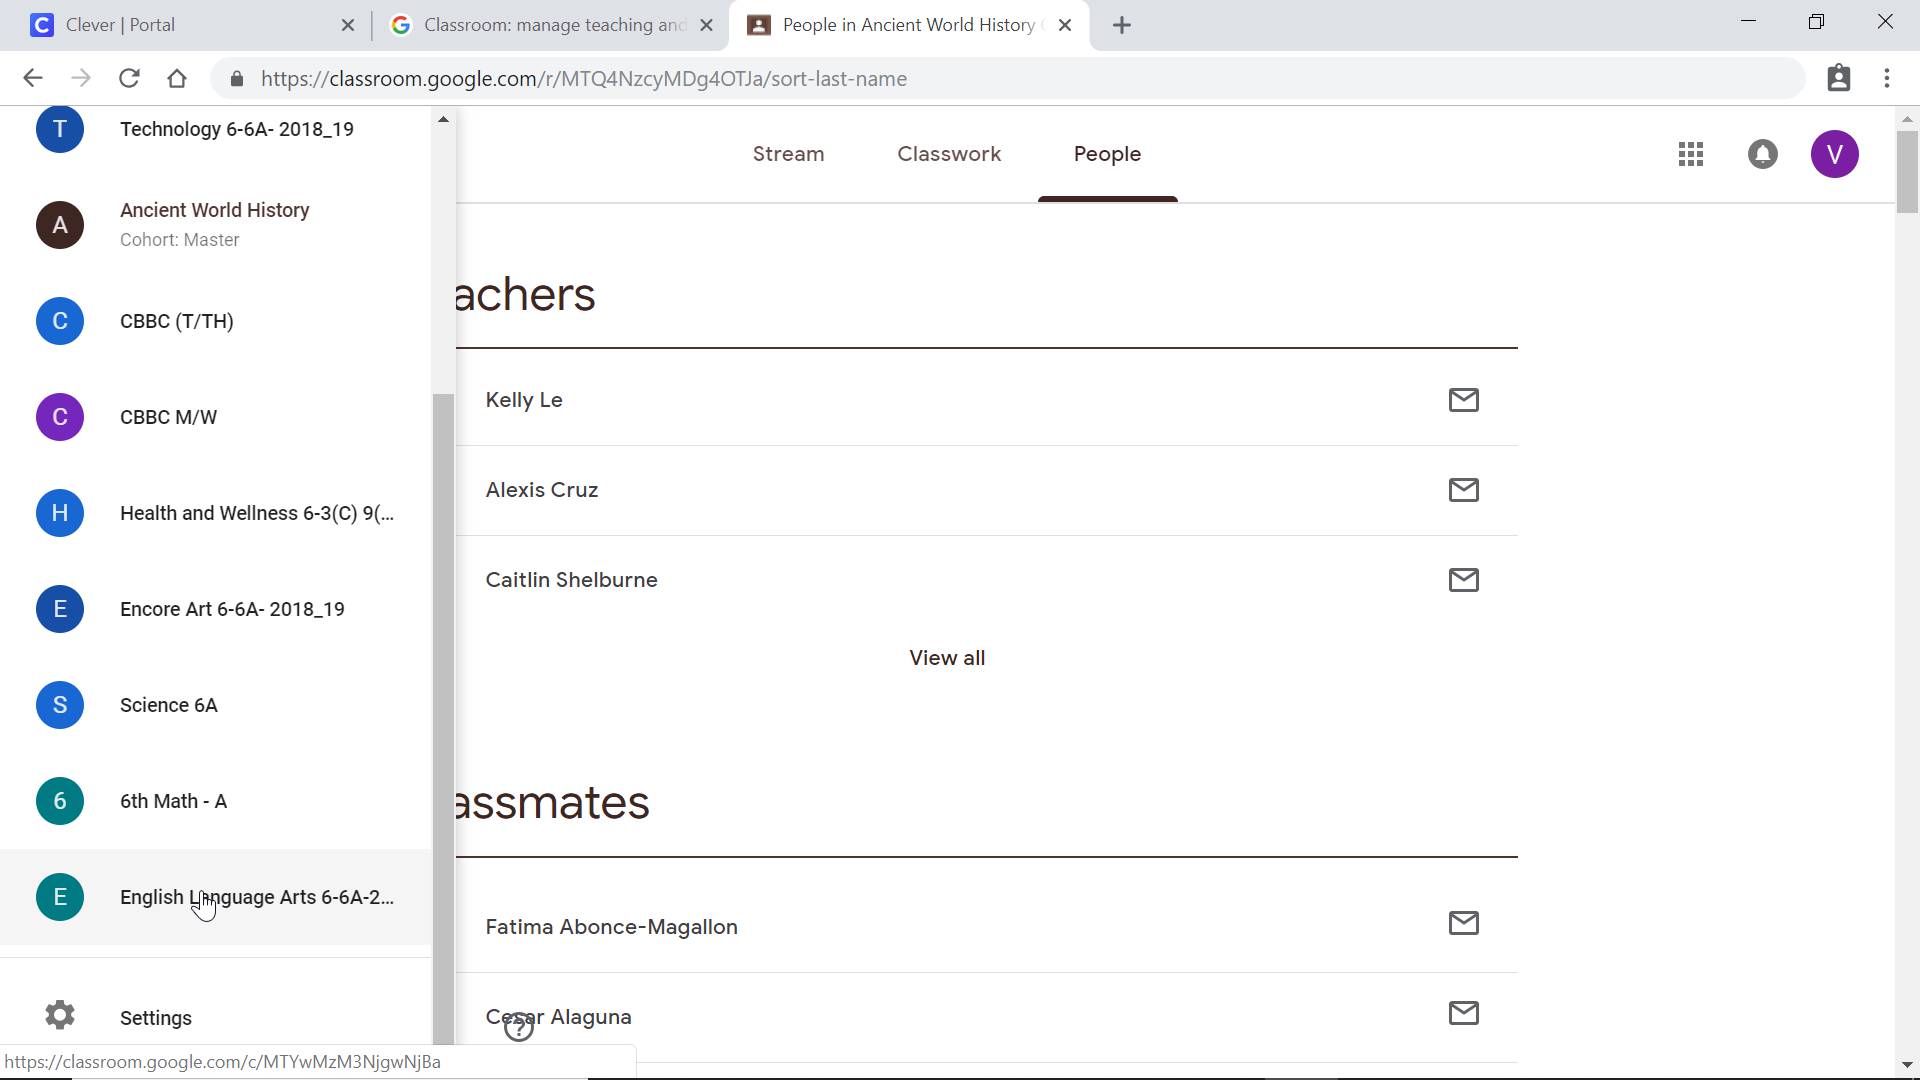 Clever | Portal
Classroom: manage teaching and
People in Ancient World History
https://classroom.google.com/r/MTQ4NzcyMDg4OTJa/sort-last-name
T
Technology 6-6A- 2018_19
A
Ancient World History
Cohort: Master
C
CBBC (T/TH)
C
CBBC M/W
H
Health and Wellness 6-3(C) 9(...
E
Encore Art 6-6A- 2018_19
S
Science 6A
6
6th Math - A
E
English Language Arts 6-6A-2...
Settings
https://classroom.google.com/c/MTYwMzM3NjgwNjBa
Stream
Classwork
People
V
achers
Kelly Le
Alexis Cruz
Caitlin Shelburne
View all
assmates
Fatima Abonce-Magallon
Cesar Alaguna